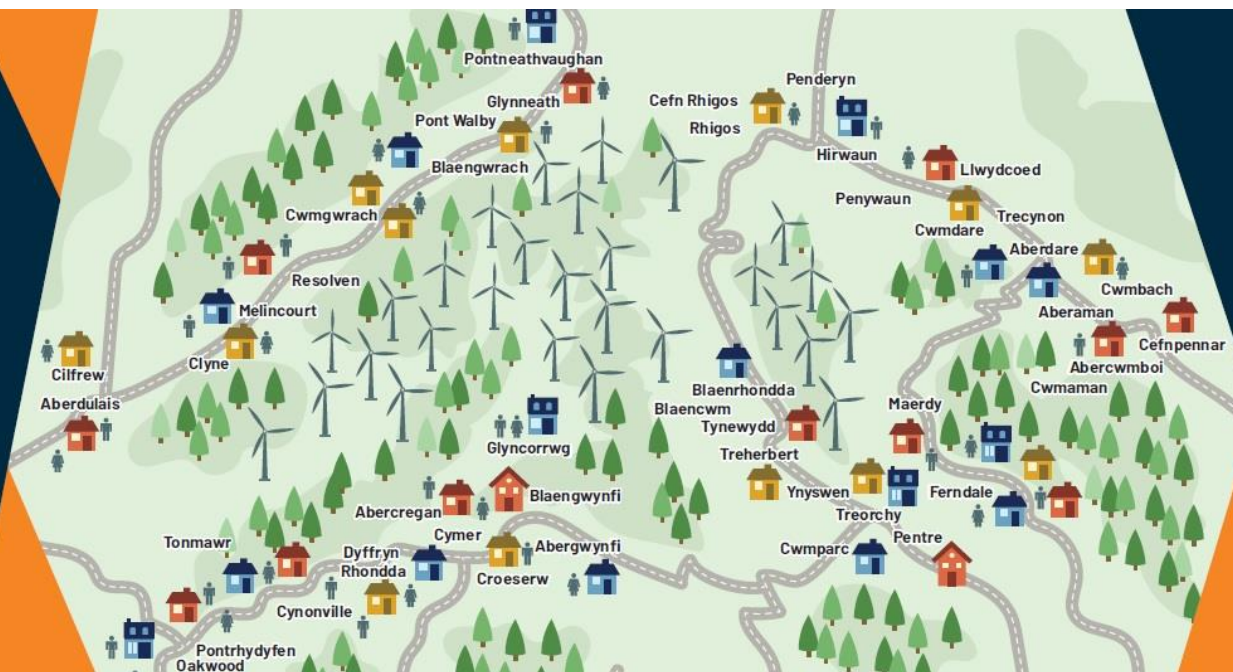 Pontneathvaughan
Glynneath
Pont Walby
Blaengwrach
Cwmgwrach
Resolven
Melincourt
Clyne
Cilfrew
Aberdulais
Cefn Rhigos
Rhigos
Penderyn
Hirwaun
Llwydcoed
Penywaun
Trecynon
Cwmdare
Aberdare
Cwmbach
Aberaman
Cefnpennar
Abercwmboi
Cwmaman
Blaenrhondda
Blaencwm
Tynewydd
Treherbert
Maerdy
Ynyswen
Ferndale
Treorchy
Pentre
Cwmparc
Glyncorrwg
Blaengwynfi
Abercregan
Cymer
Abergwynfi
Croeserw
Tonmawr
Dyffryn
Rhondda
Cynonville
Pontrhydyfen
Oakwood